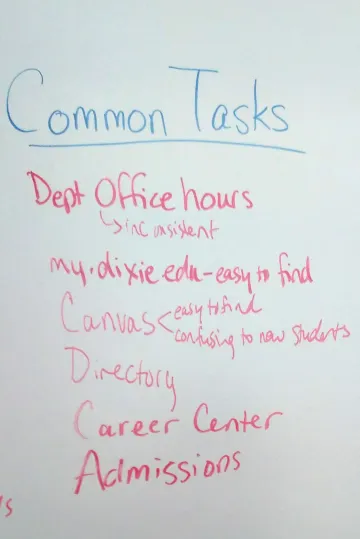 Common Tasks
Dept Office hours
↳ inconsistent
my.dixie.edu - easy to find
Canvas < easy to find
confusing to new students
Directory
Career Center
Admissions